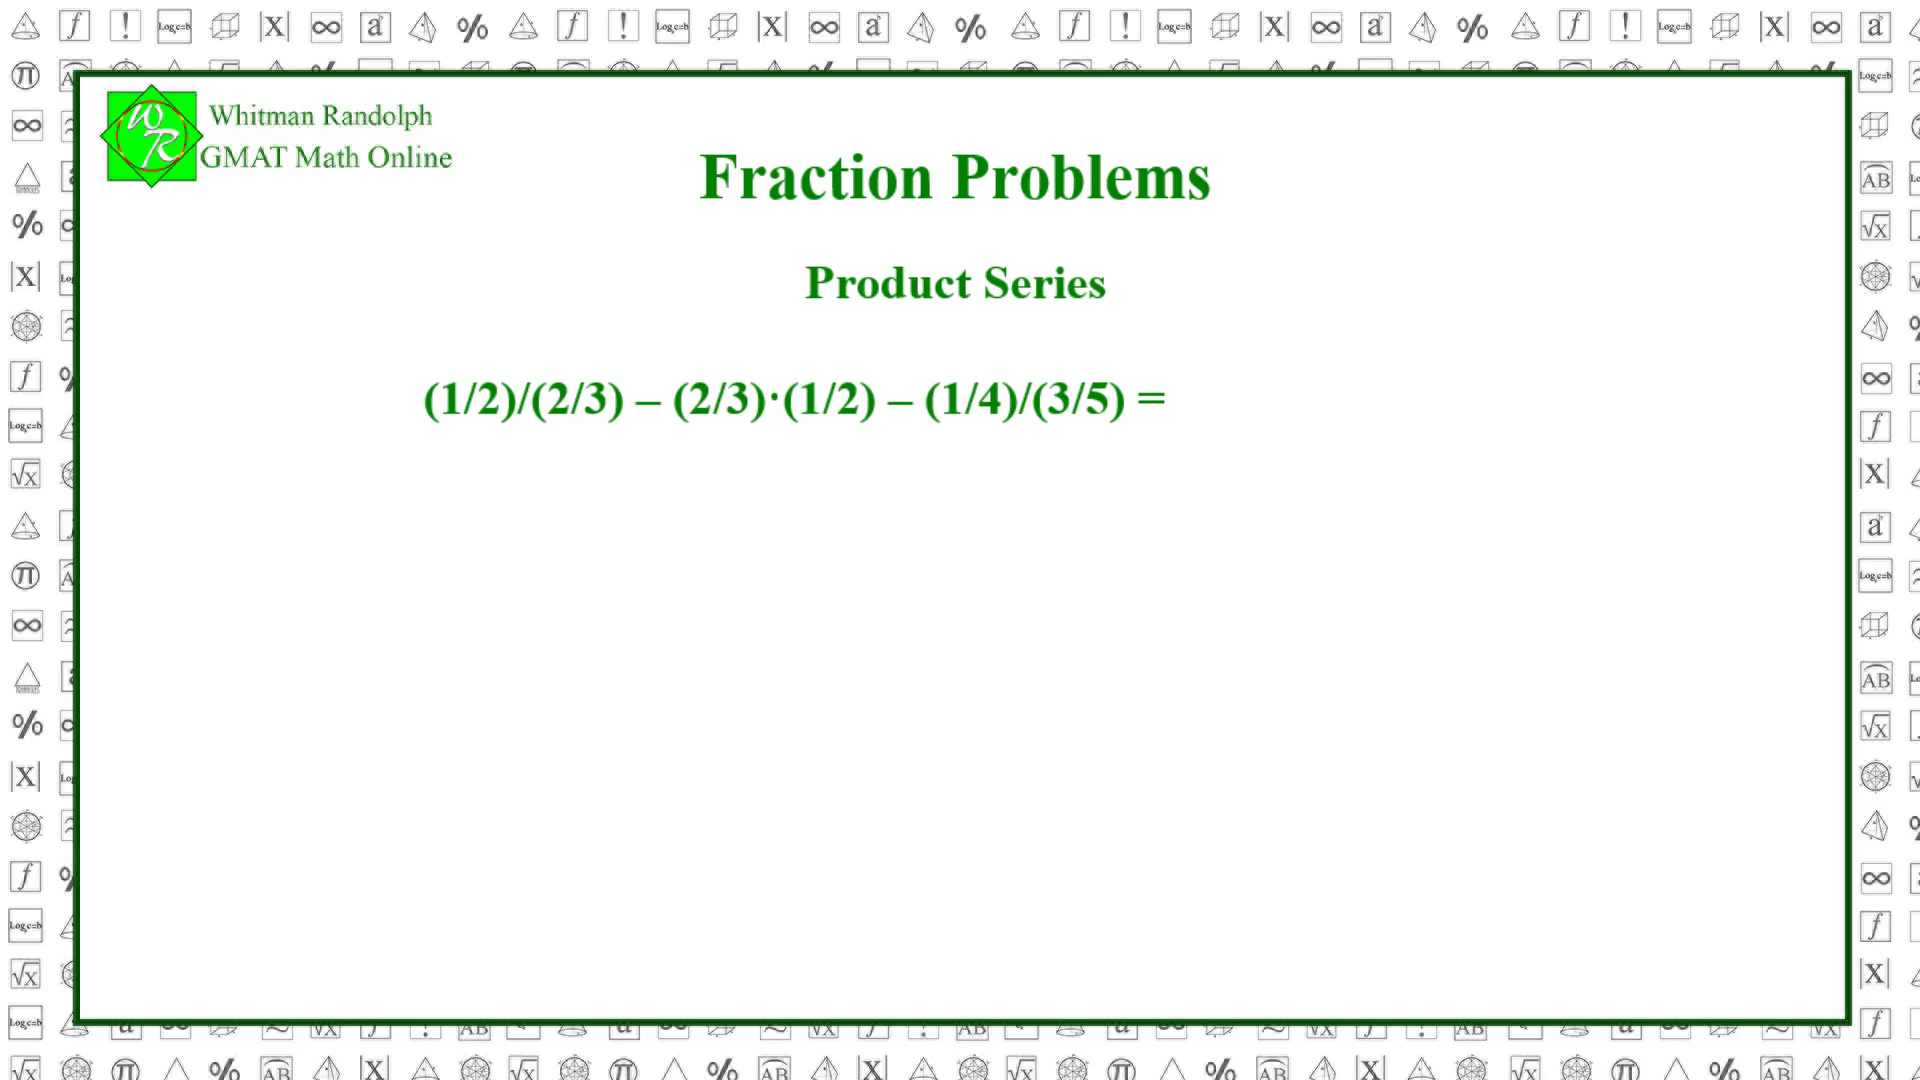 Whitman Randolph
GMAT Math Online
Fraction Problems
Product Series
(1/2)/(2/3) – (2/3)·(1/2) – (1/4)/(3/5) =